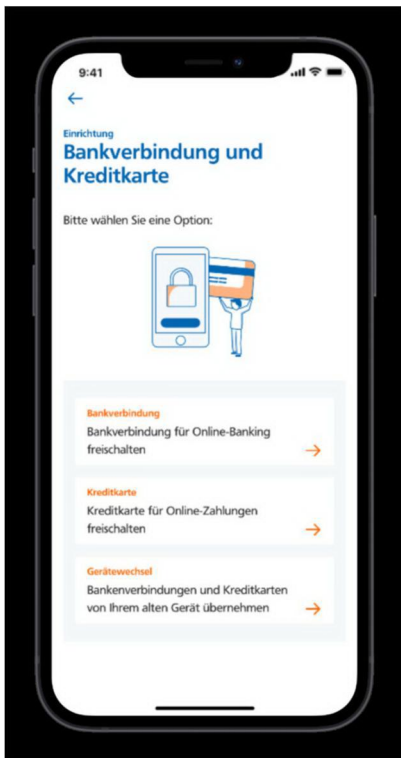 9:41
Einrichtung
Bankverbindung und
Kreditkarte
Bitte wählen Sie eine Option:
Bankverbindung
Bankverbindung für Online-Banking
freischalten
Kreditkarte
Kreditkarte für Online-Zahlungen
freischalten
Gerätewechsel
Bankenverbindungen und Kreditkarten
von Ihrem alten Gerät übernehmen